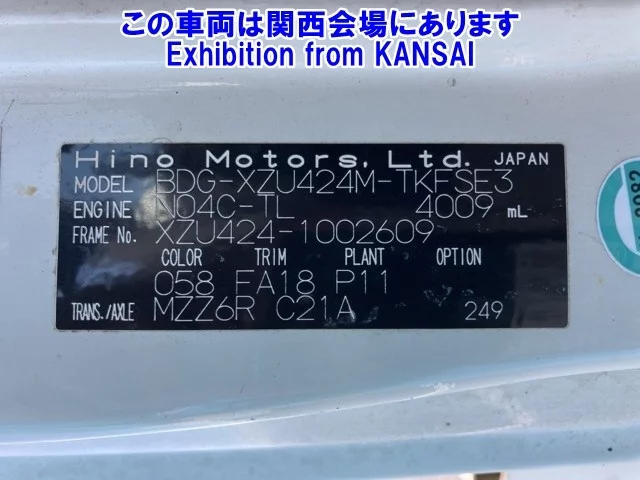 この車両は関西会場にあります
Exhibition from KANSAI
Hino Motors, Ltd. JAPAN
MODEL BDG-XZU424M-TKFSE3
ENGINE N04C-TL 4009 mL
FRAME No. XZU424-1002609
COLOR TRIM PLANT OPTION
058 FA18 P11
TRANS./AXLE MZZ6R C21A 249